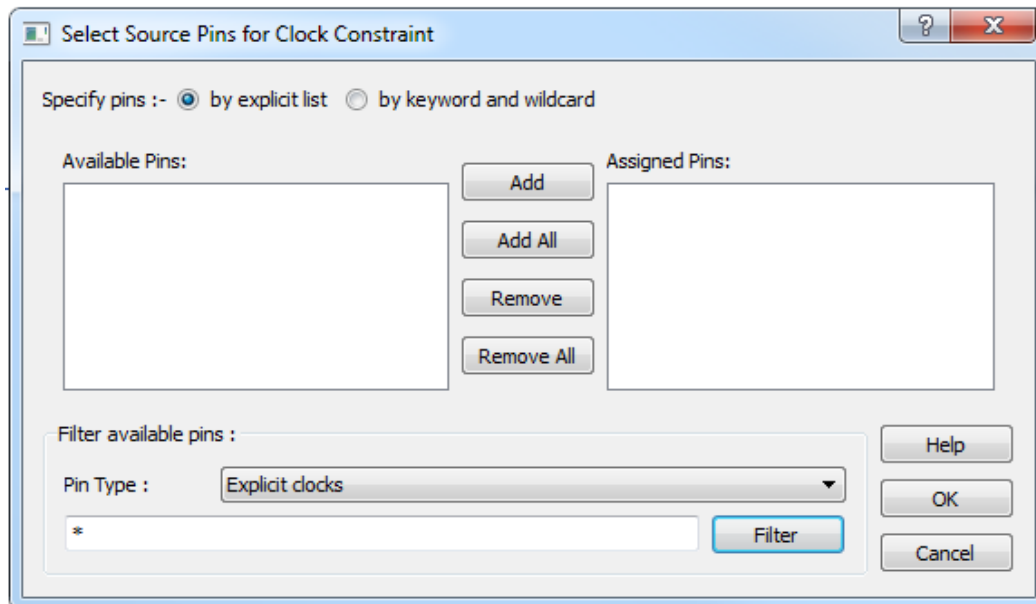 Select Source Pins for Clock Constraint
Specify pins :- by explicit list by keyword and wildcard
Available Pins:
Assigned Pins:
Add
Add All
Remove
Remove All
Filter available pins :
Pin Type : Explicit clocks
*
Filter
Help
OK
Cancel